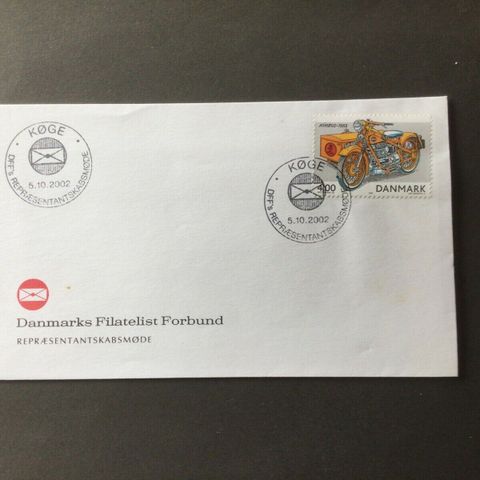 KØGE
5.10.2002
DFF's REPRÆSENTANTSKABSMØDE
4.00
DANMARK
KØGE
5.10.2002
DFF's REPRÆSENTANTSKABSMØDE
Danmarks Filatelist Forbund
REPRÆSENTANTSKABSMØDE